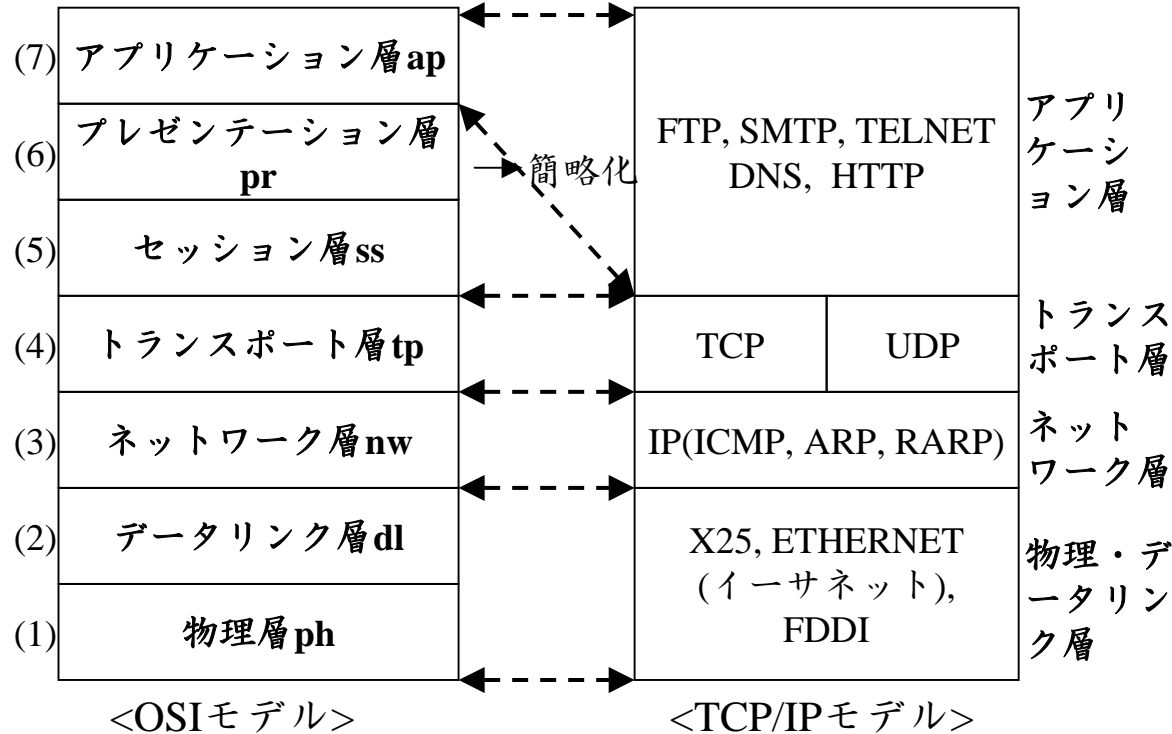 (7) アプリケーション層ap
(6) プレゼンテーション層
pr
(5) セッション層ss
(4) トランスポート層tp
(3) ネットワーク層nw
(2) データリンク層dl
(1) 物理層ph
<OSIモデル>
簡略化
FTP, SMTP, TELNET
DNS, HTTP
アプリ
ケーシ
ョン層
TCP
UDP
トランス
ポート層
IP(ICMP, ARP, RARP)
ネット
ワーク層
X25, ETHERNET
(イーサネット),
FDDI
物理・デ
ータリン
ク層
<TCP/IPモデル>